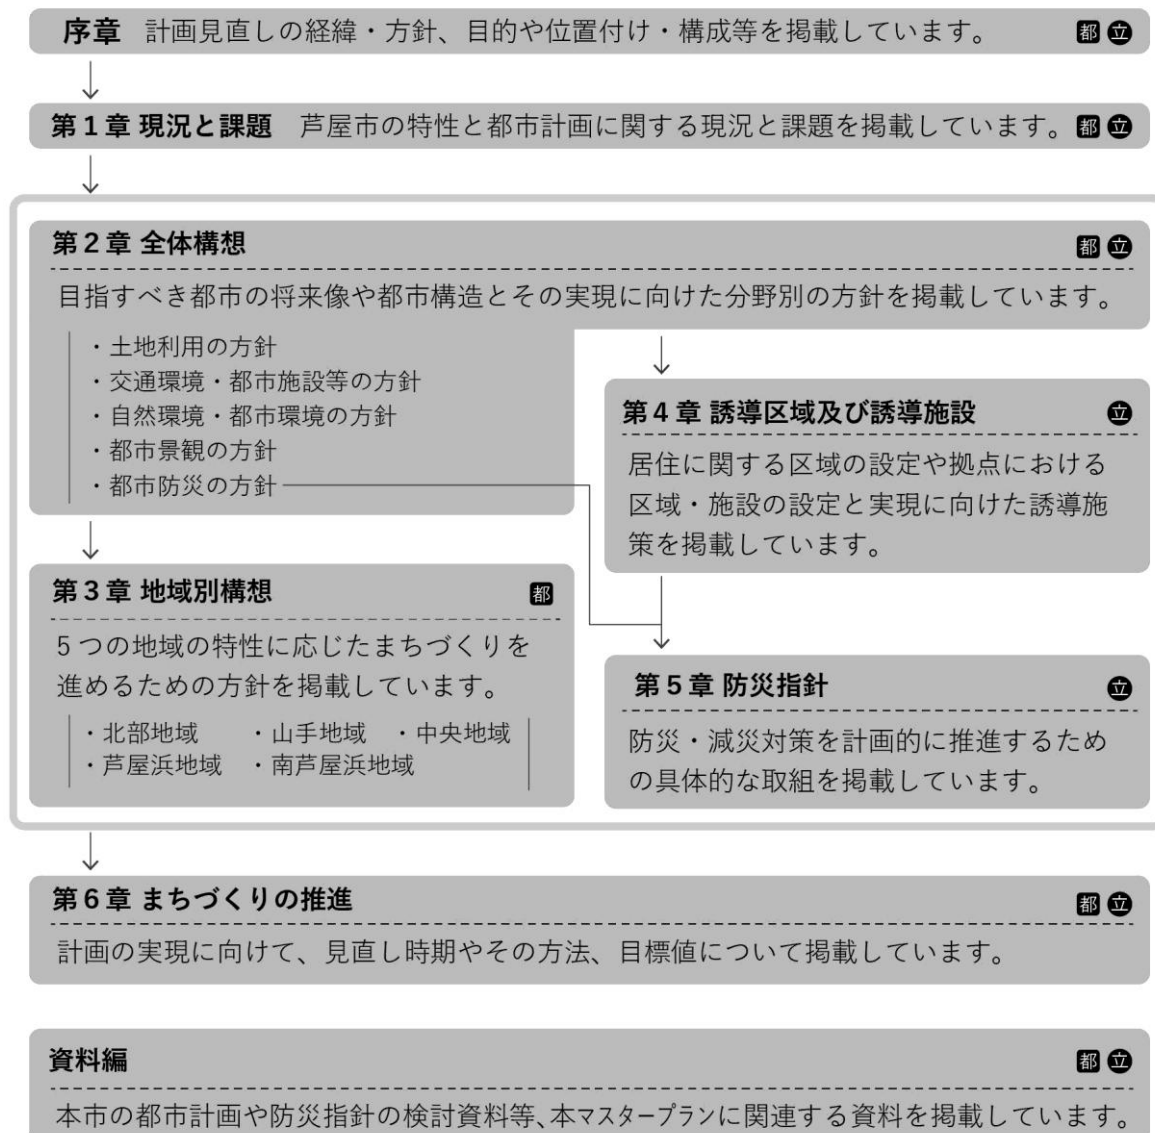 序章 計画見直しの経緯・方針、目的や位置付け・構成等を掲載しています。 都 立
第1章 現況と課題 芦屋市の特性と都市計画に関する現況と課題を掲載しています。 都 立
第2章 全体構想 都 立
目指すべき都市の将来像や都市構造とその実現に向けた分野別の方針を掲載しています。
・土地利用の方針
・交通環境・都市施設等の方針
・自然環境・都市環境の方針
・都市景観の方針
・都市防災の方針
第3章 地域別構想 都
5つの地域の特性に応じたまちづくりを
進めるための方針を掲載しています。
・北部地域 ・山手地域 ・中央地域
・芦屋浜地域 ・南芦屋浜地域
第4章 誘導区域及び誘導施設 立
居住に関する区域の設定や拠点における
区域・施設の設定と実現に向けた誘導施
策を掲載しています。
第5章 防災指針 立
防災・減災対策を計画的に推進するため
の具体的な取組を掲載しています。
第6章 まちづくりの推進 都 立
計画の実現に向けて、見直し時期やその方法、目標値について掲載しています。
資料編 都 立
本市の都市計画や防災指針の検討資料等、本マスタープランに関連する資料を掲載しています。